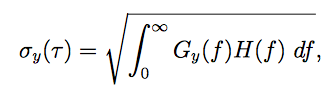 σ_y(τ) = √(∫_0^∞ G_y(f)H(f) df),